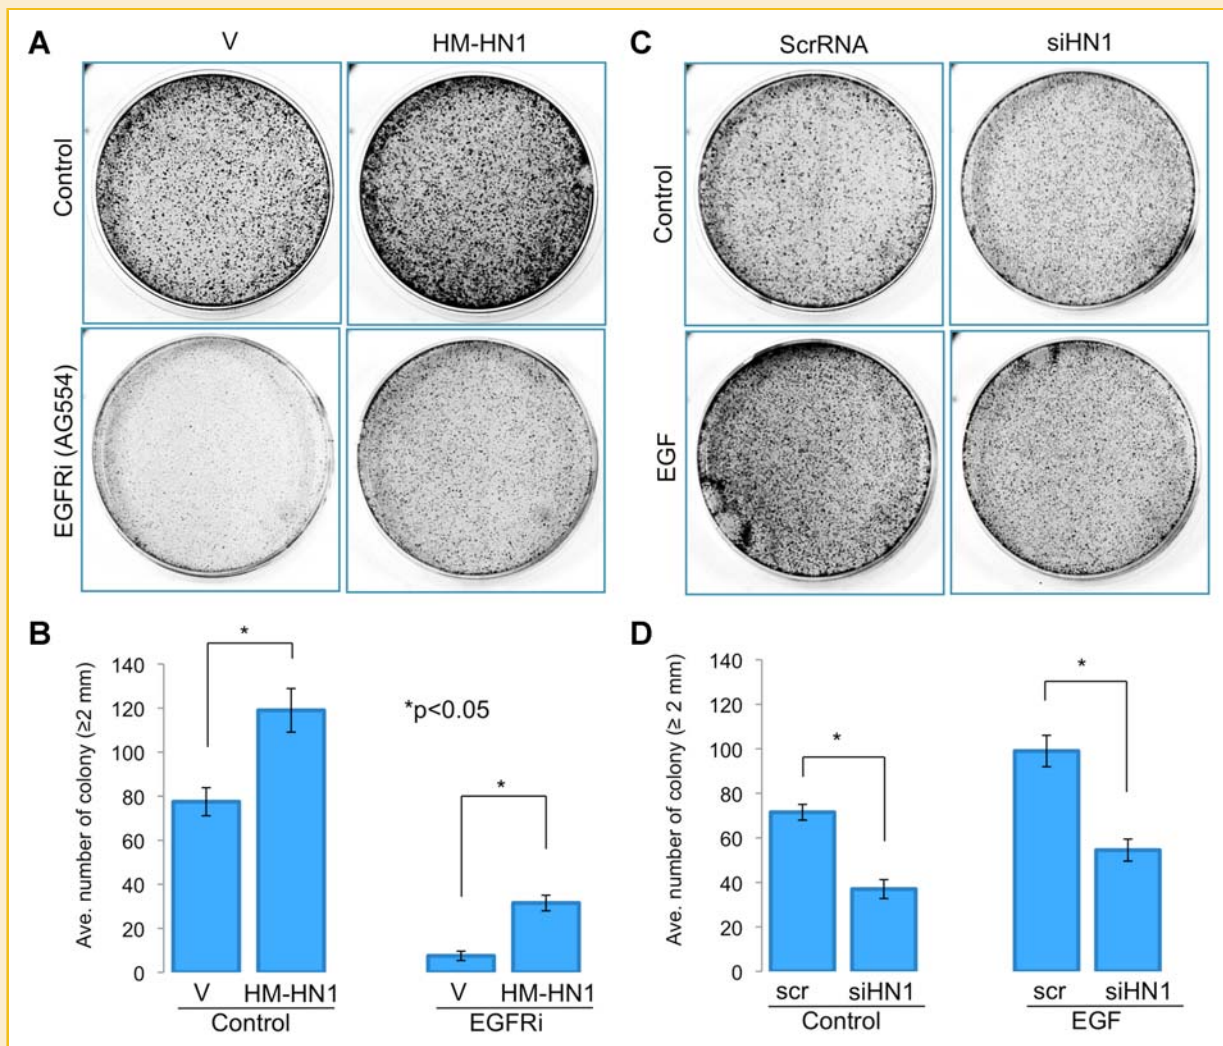 A
V
HM-HN1
Control
EGFRi (AG554)
C
ScrRNA
siHN1
Control
EGF
B
Ave. number of colony (≥2 mm)
140
120
100
80
60
40
20
0
*
*p<0.05
*
V
HM-HN1
V
HM-HN1
Control
EGFRi
D
Ave. number of colony (≥ 2 mm)
140
120
100
80
60
40
20
0
*
*
scr
siHN1
scr
siHN1
Control
EGF